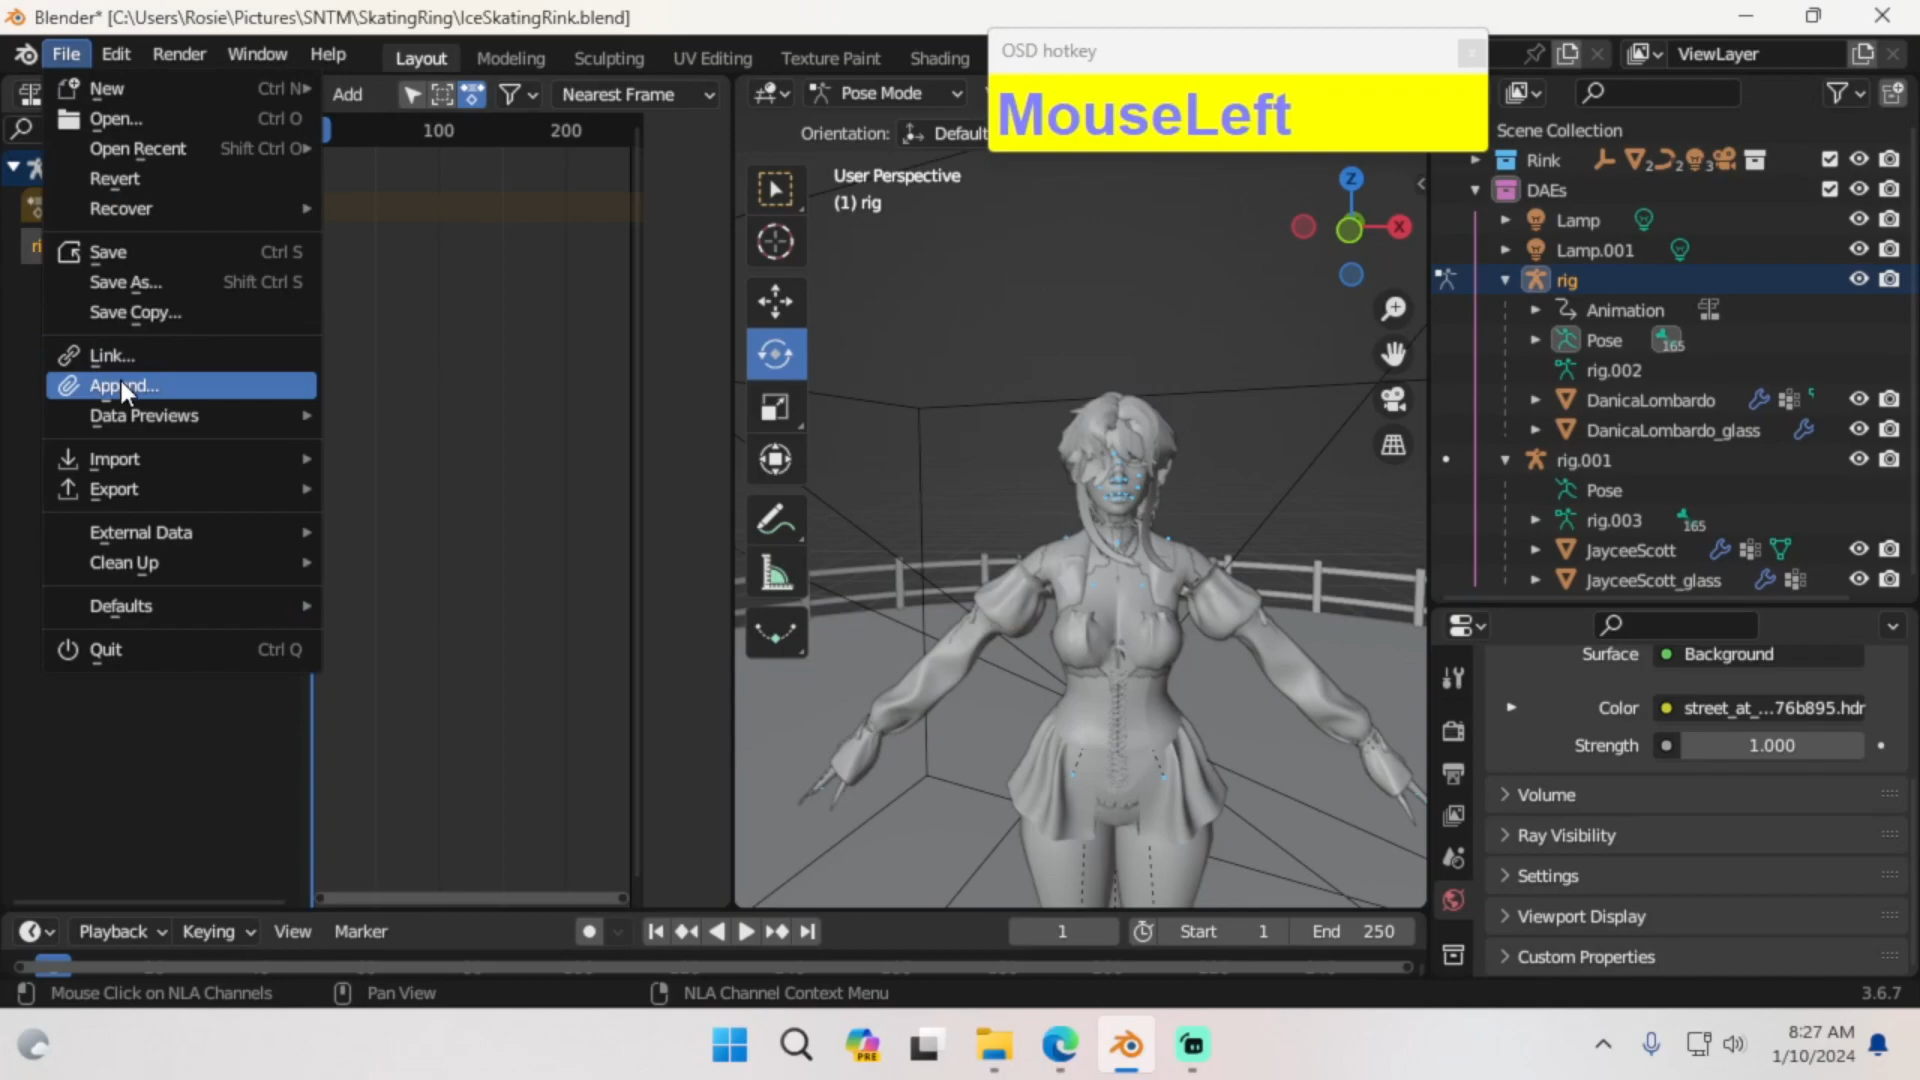 Blender* [C:\Users\Rosie\Pictures\SNTM\SkatingRing\IceSkatingRink.blend]
File Edit Render Window Help
Layout Modeling Sculpting UV Editing Texture Paint Shading
ViewLayer
OSD hotkey
MouseLeft
New Ctrl N
Open... Ctrl O
Open Recent Shift Ctrl O
Revert
Recover
Save Ctrl S
Save As... Shift Ctrl S
Save Copy...
Link...
Append...
Data Previews
Import
Export
External Data
Clean Up
Defaults
Quit Ctrl Q
Add
Nearest Frame
100 200
Pose Mode
Orientation: Default
User Perspective
(1) rig
Z
X
Scene Collection
Rink 2 2 3
DAEs
Lamp
Lamp.001
rig
Animation
Pose 165
rig.002
DanicaLombardo
DanicaLombardo_glass
rig.001
Pose
rig.003 165
JayceeScott
JayceeScott_glass
Surface Background
Color street_at_...76b895.hdr
Strength 1.000
Volume
Ray Visibility
Settings
Viewport Display
Custom Properties
Playback Keying View Marker
1
Start 1
End 250
Mouse Click on NLA Channels
Pan View
NLA Channel Context Menu
3.6.7
PRE
8:27 AM
1/10/2024